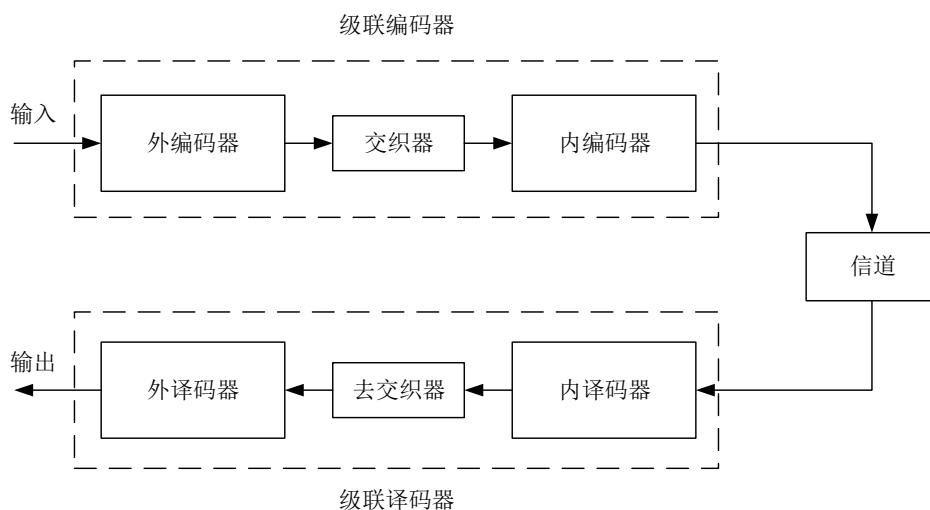 级联编码器
输入
外编码器
交织器
内编码器
信道
输出
外译码器
去交织器
内译码器
级联译码器